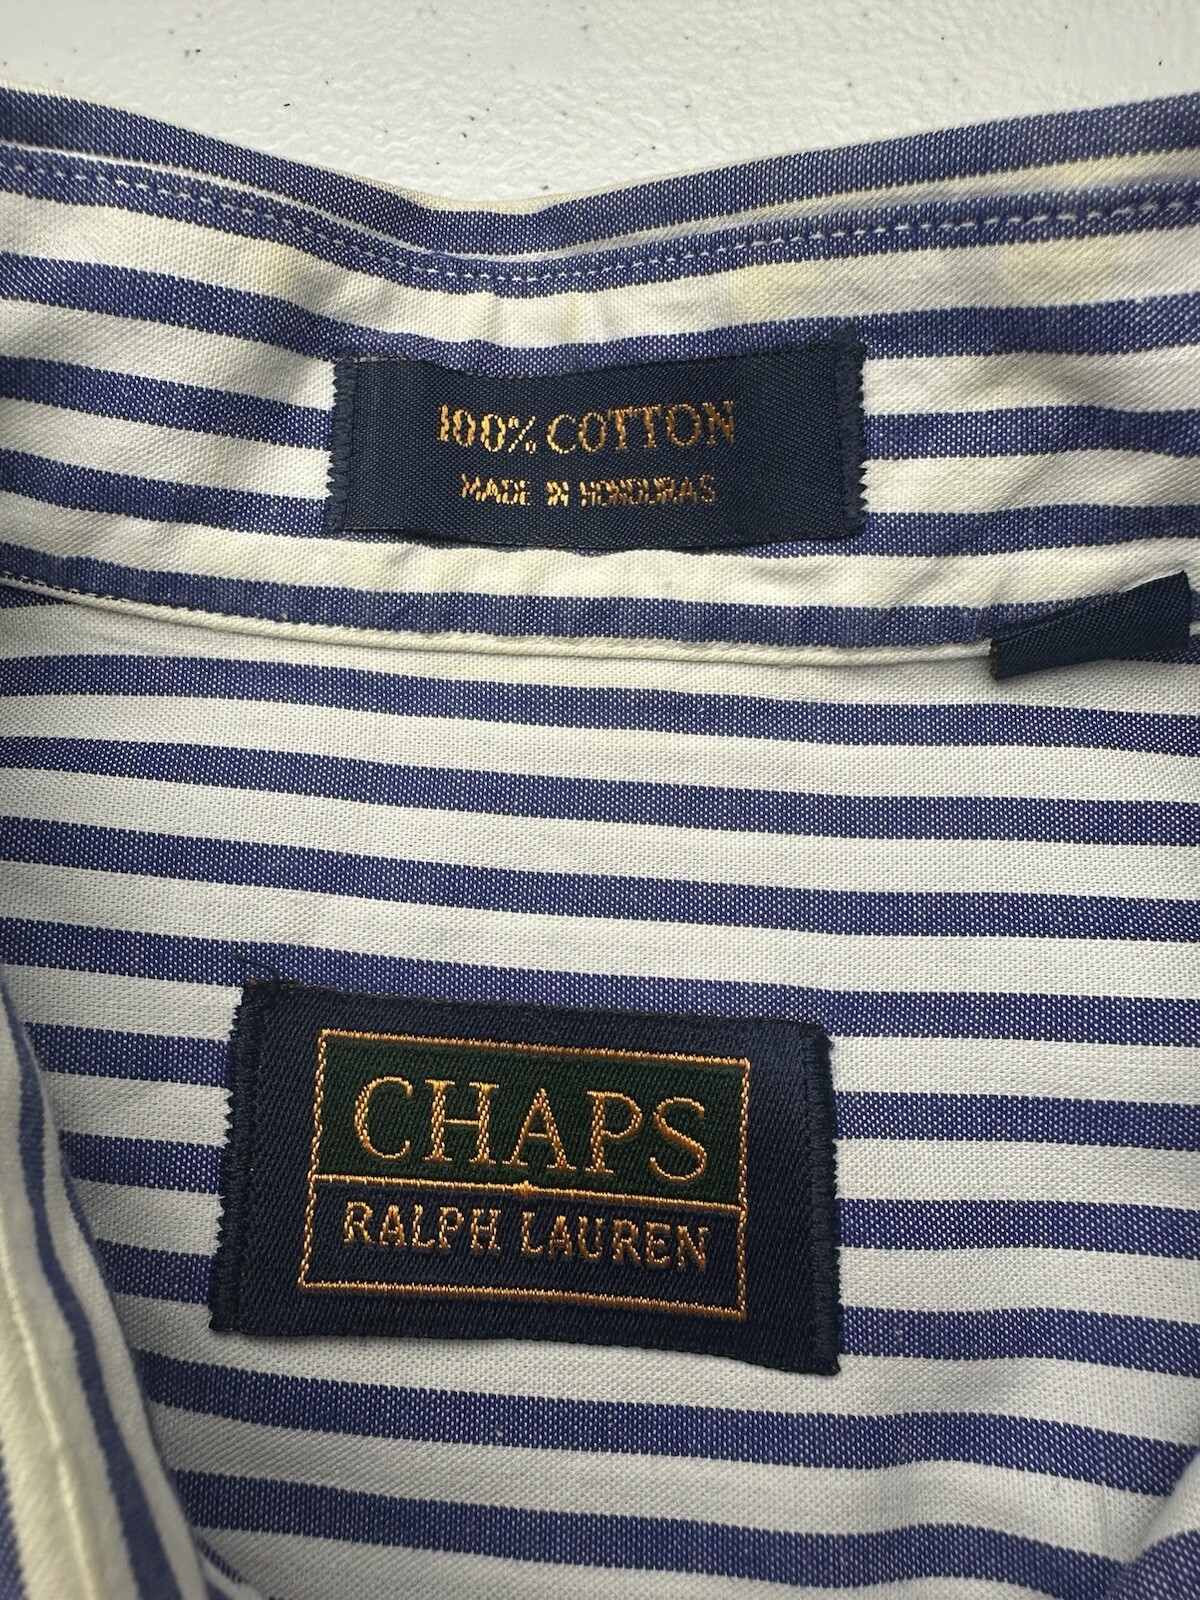 100% COTTON
MADE IN HONDURAS
CHAPS
RALPH LAUREN